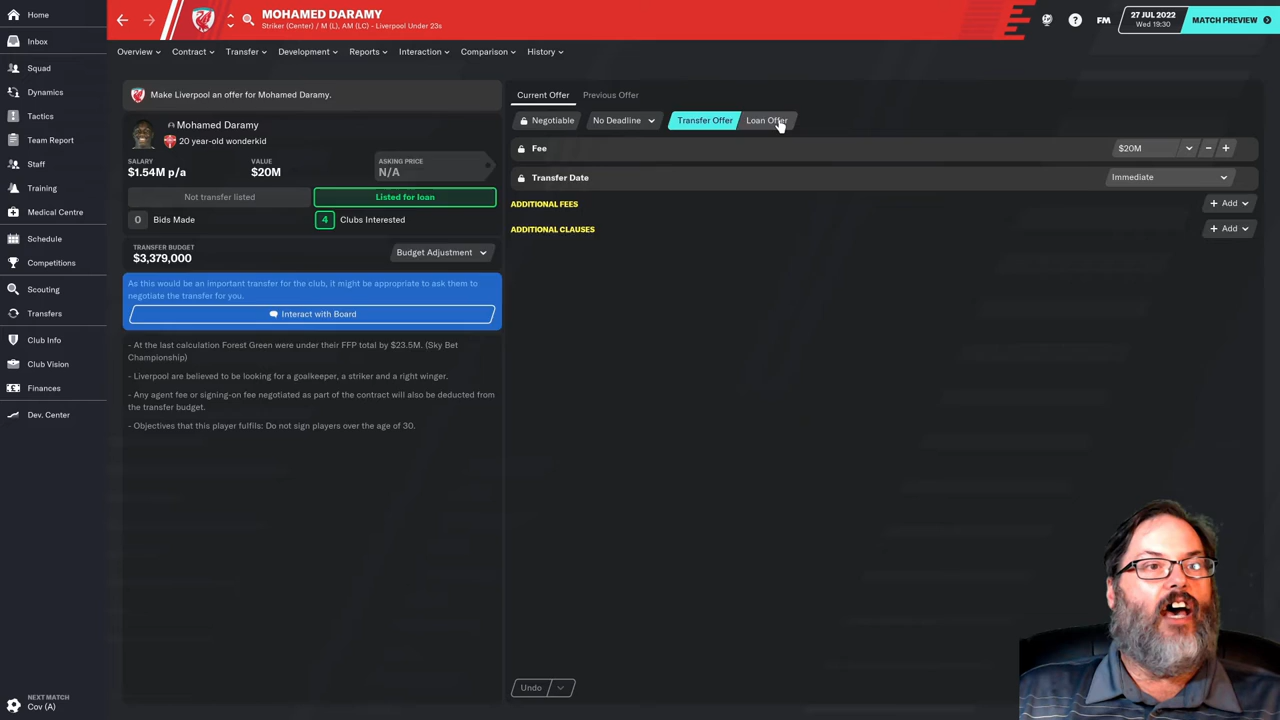 Home
Inbox
Squad
Dynamics
Tactics
Team Report
Staff
Training
Medical Centre
Schedule
Competitions
Scouting
Transfers
Club Info
Club Vision
Finances
Dev. Center
NEXT MATCH
Cov (A)
MOHAMED DARAMY
Striker (Center) / M (L), AM (LC) - Liverpool Under 23s
FM
27 JUL 2022
Wed 19:30
MATCH PREVIEW
Overview
Contract
Transfer
Development
Reports
Interaction
Comparison
History
Make Liverpool an offer for Mohamed Daramy.
Mohamed Daramy
20 year-old wonderkid
SALARY
$1.54M p/a
VALUE
$20M
ASKING PRICE
N/A
Not transfer listed
Listed for loan
0 Bids Made
4 Clubs Interested
TRANSFER BUDGET
$3,379,000
Budget Adjustment
As this would be an important transfer for the club, it might be appropriate to ask them to
negotiate the transfer for you.
Interact with Board
- At the last calculation Forest Green were under their FFP total by $23.5M. (Sky Bet
Championship)
- Liverpool are believed to be looking for a goalkeeper, a striker and a right winger.
- Any agent fee or signing-on fee negotiated as part of the contract will also be deducted from
the transfer budget.
- Objectives that this player fulfils: Do not sign players over the age of 30.
Current Offer
Previous Offer
Negotiable
No Deadline
Transfer Offer
Loan Offer
Fee
$20M
Transfer Date
Immediate
ADDITIONAL FEES
+ Add
ADDITIONAL CLAUSES
+ Add
Undo